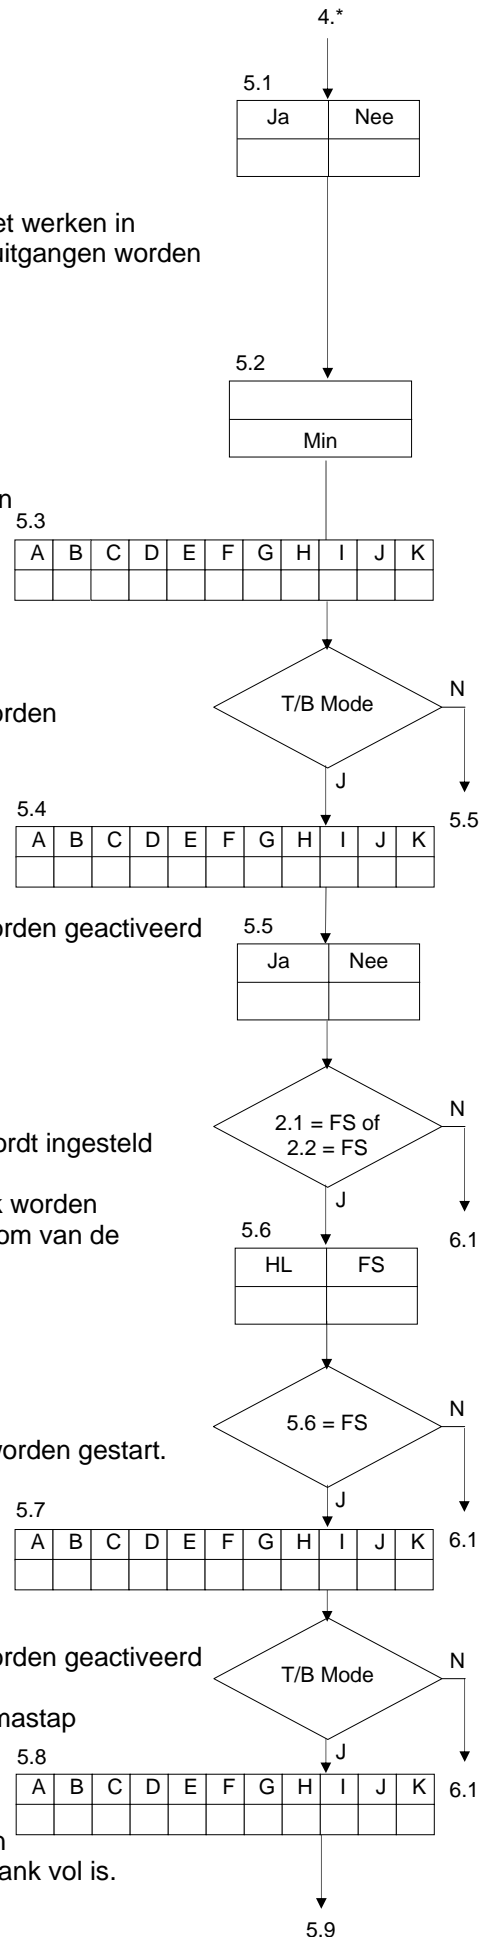 4.*
5.1
Ja Nee
et werken in
uitgangen worden
5.2
Min
en
5.3
A B C D E F G H I J K
T/B Mode
N
orden
J
5.5
5.4
A B C D E F G H I J K
orden geactiveerd
5.5
Ja Nee
2.1 = FS of
2.2 = FS
N
ordt ingesteld
J
k worden
om van de
6.1
5.6
HL FS
5.6 = FS
N
worden gestart.
J
5.7
6.1
A B C D E F G H I J K
orden geactiveerd
T/B Mode
N
mastap
J
5.8
6.1
A B C D E F G H I J K
n
ank vol is.
5.9